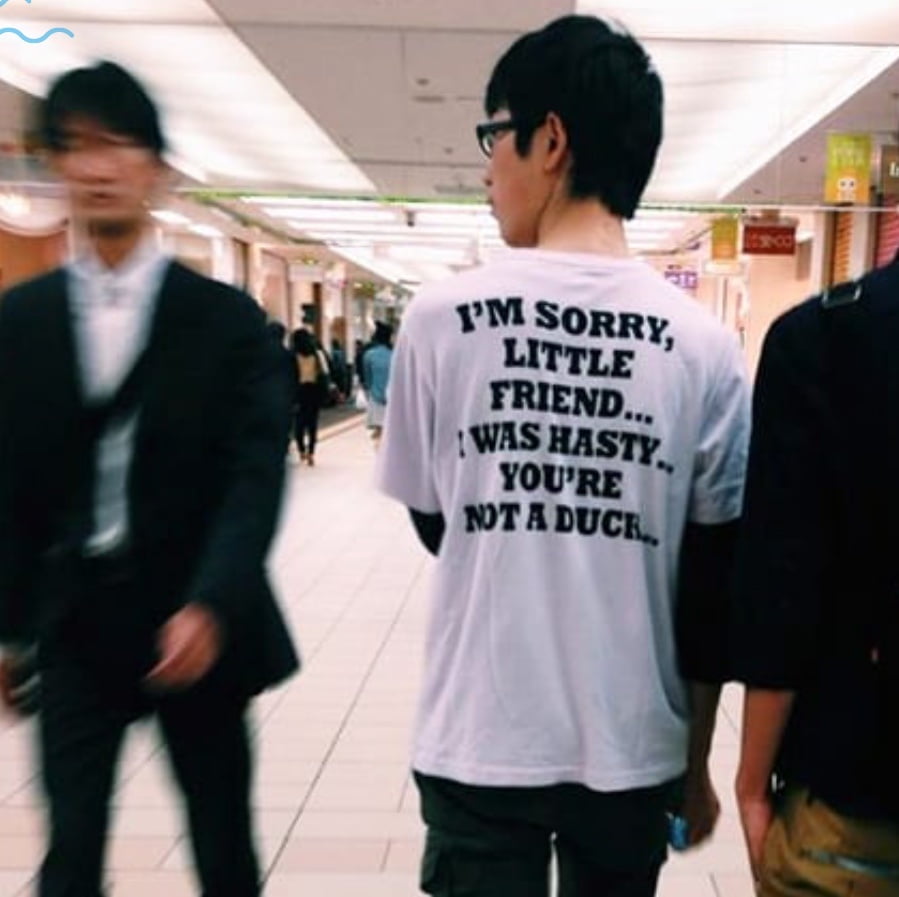 I'M SORRY,
LITTLE
FRIEND...
I WAS HASTY..
YOU'RE
NOT A DUCK...